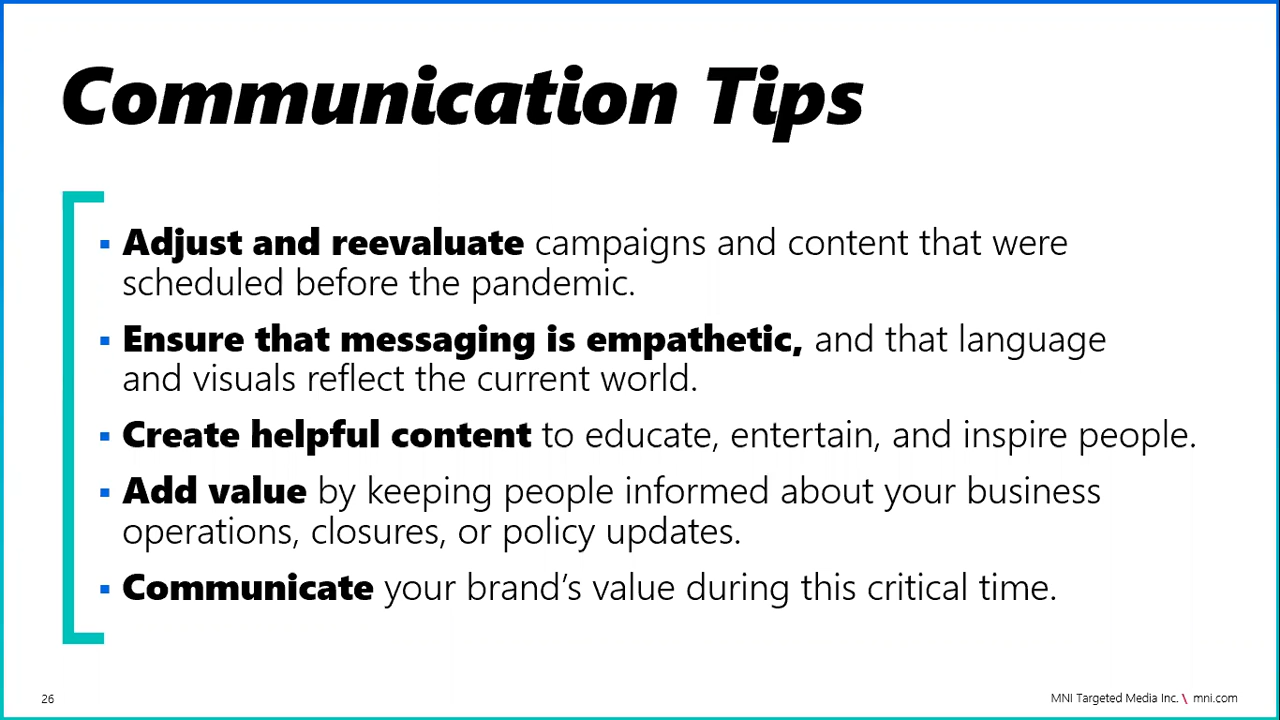 Communication Tips
▪ Adjust and reevaluate campaigns and content that were
scheduled before the pandemic.
▪ Ensure that messaging is empathetic, and that language
and visuals reflect the current world.
▪ Create helpful content to educate, entertain, and inspire people.
▪ Add value by keeping people informed about your business
operations, closures, or policy updates.
▪ Communicate your brand’s value during this critical time.
26
MNI Targeted Media Inc. \ mni.com